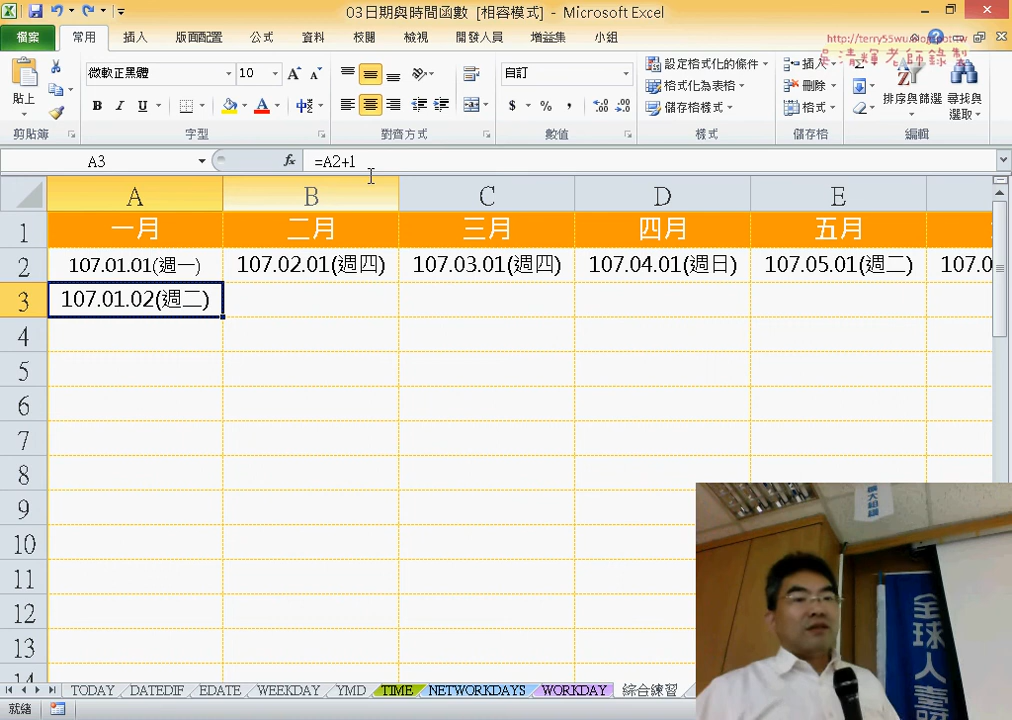 03日期與時間函數 [相容模式] - Microsoft Excel
檔案 常用 插入 版面配置 公式 資料 校閱 檢視 開發人員 增益集 小組
http://terry55wu.blogspot.tw
吳清輝老師錄製
貼上
微軟正黑體 10
B I U A 中
自訂
$ % ,
設定格式化的條件
格式化為表格
儲存格樣式
插入
刪除
格式
Σ
排序與篩選 尋找與選取
剪貼簿 字型 對齊方式 數值 樣式 儲存格 編輯
A3 fx =A2+1
A B C D E
1 一月 二月 三月 四月 五月
2 107.01.01(週一) 107.02.01(週四) 107.03.01(週四) 107.04.01(週日) 107.05.01(週二) 107.0
3 107.01.02(週二)
4
5
6
7
8
9
10
11
12
13
14
TODAY DATEDIF EDATE WEEKDAY YMD TIME NETWORKDAYS WORKDAY 綜合練習
就緒
全球人壽